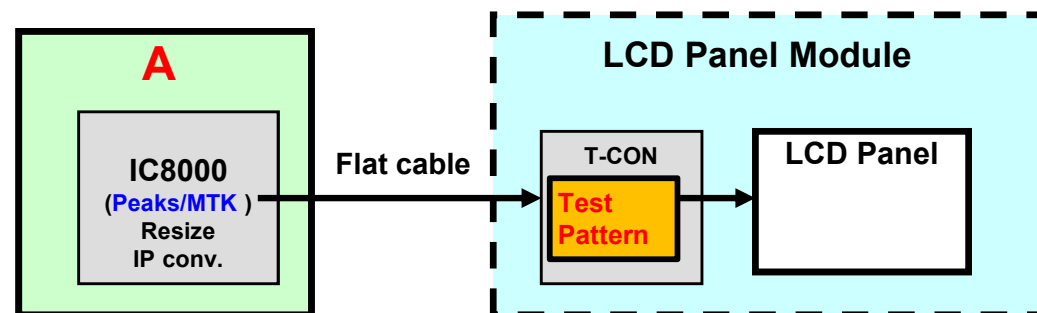 A
IC8000
(Peaks/MTK )
Resize
IP conv.
Flat cable
LCD Panel Module
T-CON
Test
Pattern
LCD Panel